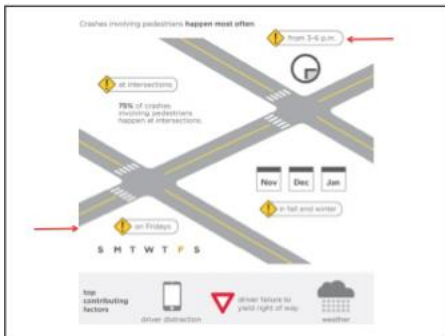 Crashes involving pedestrians happen most often
from 3-6 p.m.
at intersections
75% of crashes
involving pedestrians
happen at intersections.
Nov Dec Jan
in fall and winter
on Fridays
S M T W T F S
top
contributing
factors
driver distraction
driver failure to
yield right of way
weather